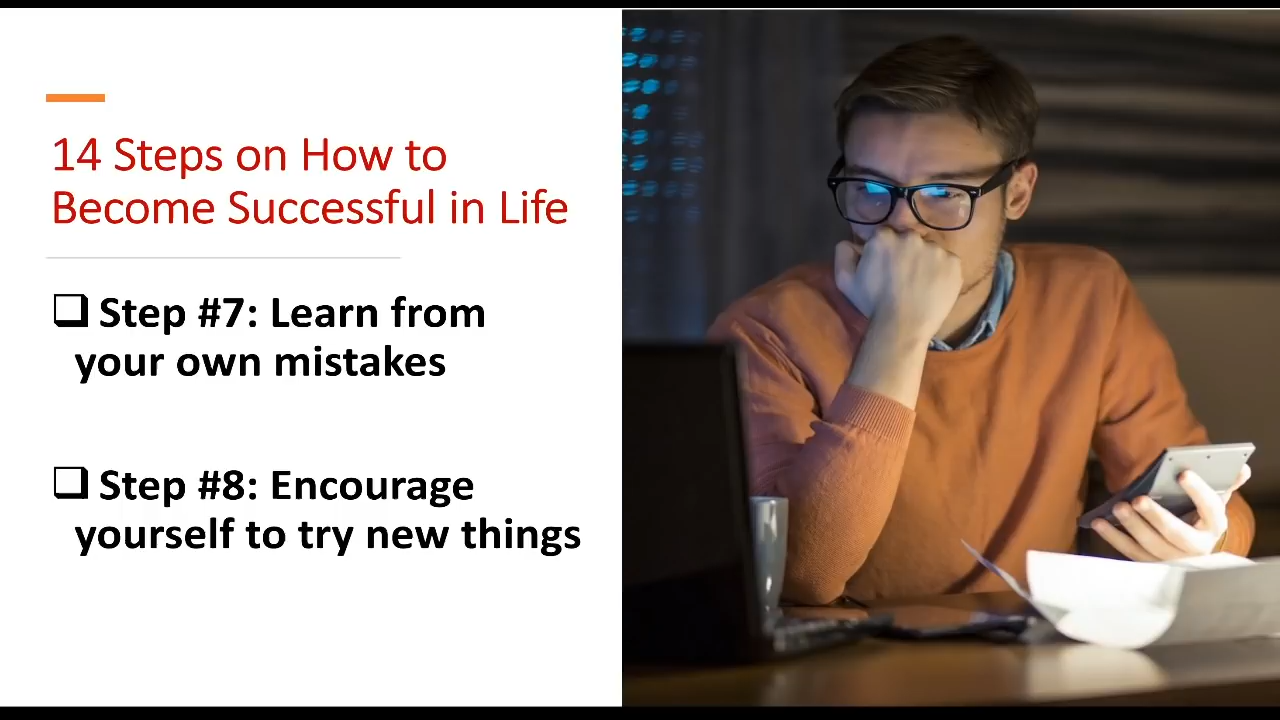 14 Steps on How to
Become Successful in Life
Step #7: Learn from
your own mistakes
Step #8: Encourage
yourself to try new things